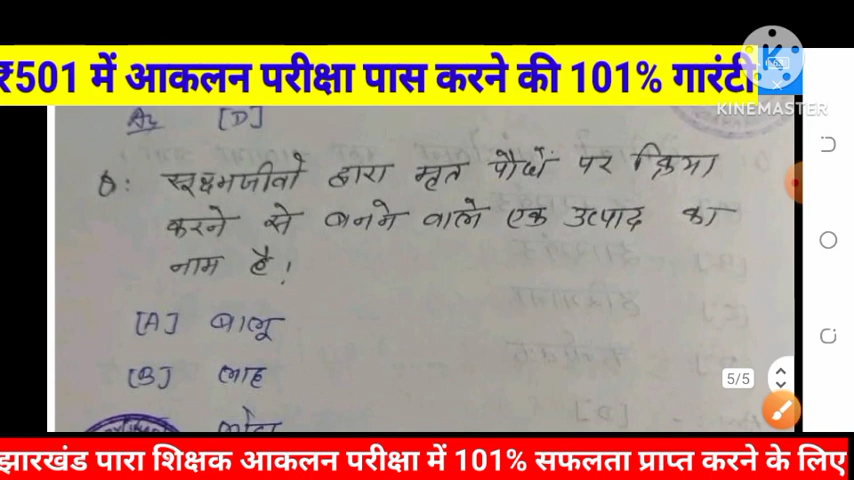 ₹501 में आकलन परीक्षा पास करने की 101% गारंटी
KINEMASTER
[D]
Q: सूक्ष्मजीवो द्वारा मृत पौदों पर क्रिया
करने से बनने वाले एक उत्पाद का
नाम है।
[A] बालू
[B] लाह
5/5
झारखंड पारा शिक्षक आकलन परीक्षा में 101% सफलता प्राप्त करने के लिए